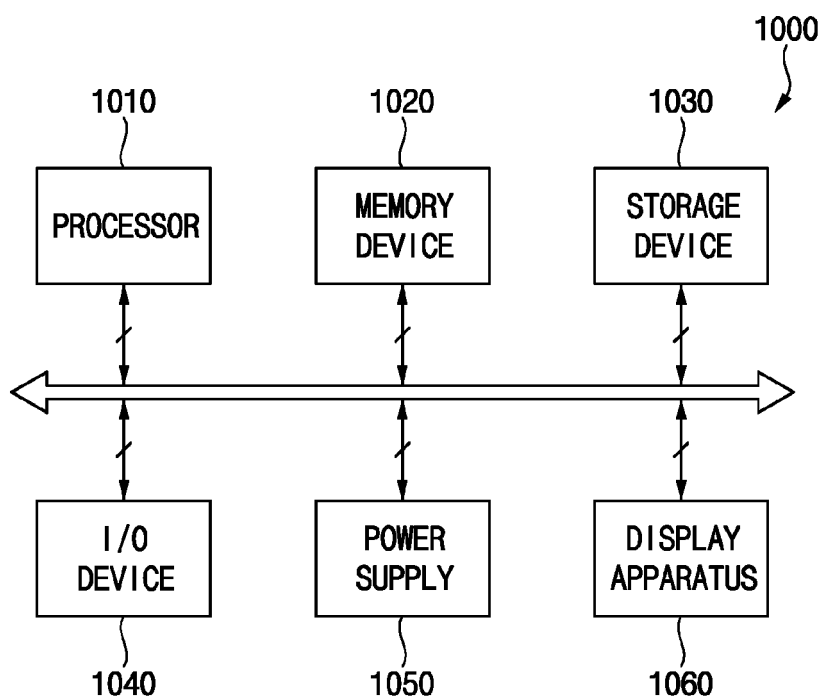 1000
1010
1020
1030
PROCESSOR
MEMORY
DEVICE
STORAGE
DEVICE
I/O
DEVICE
POWER
SUPPLY
DISPLAY
APPARATUS
1040
1050
1060